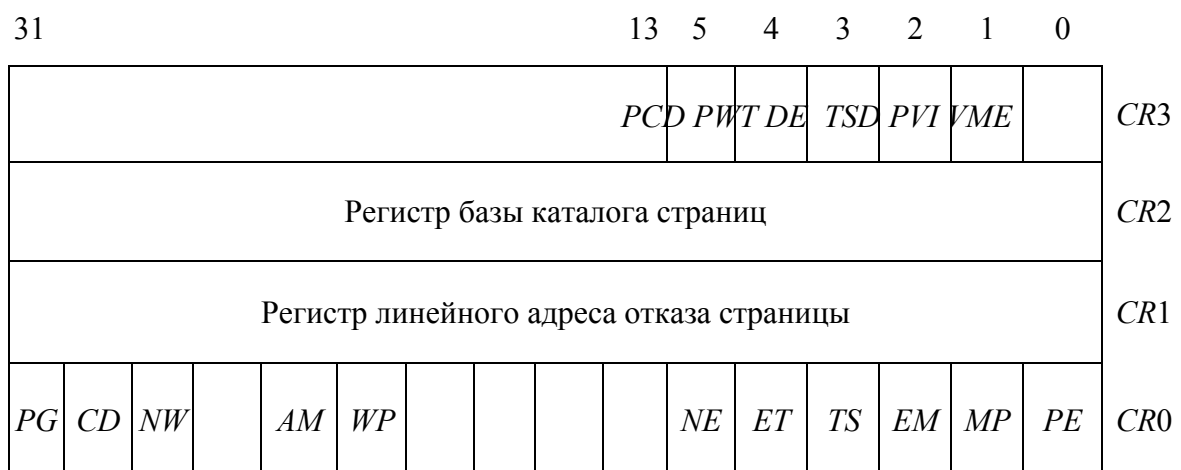 31 13 5 4 3 2 1 0
PCD PWT DE TSD PVI VME CR3
Регистр базы каталога страниц CR2
Регистр линейного адреса отказа страницы CR1
PG CD NW AM WP NE ET TS EM MP PE CR0